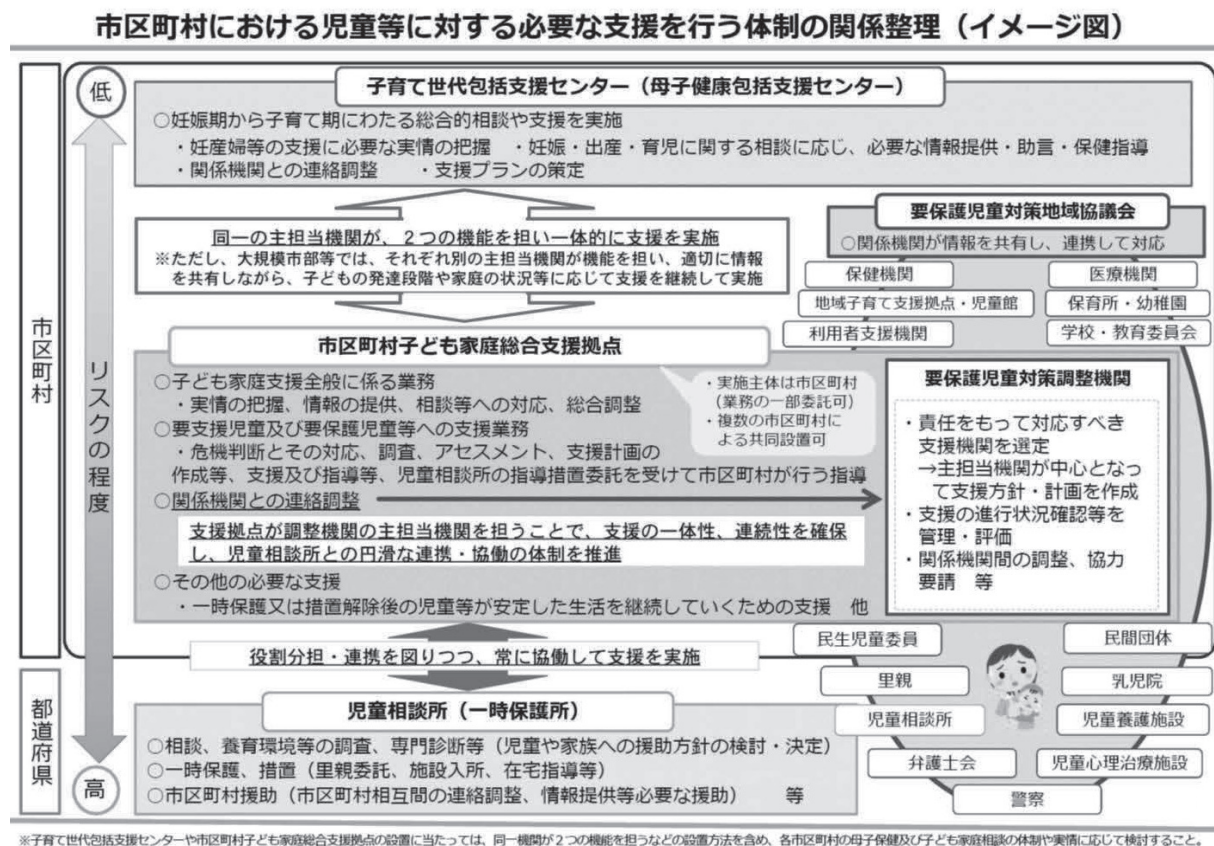 市区町村における児童等に対する必要な支援を行う体制の関係整理（イメージ図）
市区町村
低
リスクの程度
子育て世代包括支援センター（母子健康包括支援センター）
○妊娠期から子育て期にわたる総合的相談や支援を実施
・妊産婦等の支援に必要な実情の把握　・妊娠・出産・育児に関する相談に応じ、必要な情報提供・助言・保健指導
・関係機関との連絡調整　・支援プランの策定
同一の主担当機関が、２つの機能を担い一体的に支援を実施
※ただし、大規模市部等では、それぞれ別の主担当機関が機能を担い、適切に情報
を共有しながら、子どもの発達段階や家庭の状況等に応じて支援を継続して実施
要保護児童対策地域協議会
○関係機関が情報を共有し、連携して対応
保健機関
医療機関
地域子育て支援拠点・児童館
保育所・幼稚園
利用者支援機関
学校・教育委員会
市区町村子ども家庭総合支援拠点
○子ども家庭支援全般に係る業務
・実情の把握、情報の提供、相談等への対応、総合調整
○要支援児童及び要保護児童等への支援業務
・危機判断とその対応、調査、アセスメント、支援計画の
作成等、支援及び指導等、児童相談所の指導措置委託を受けて市区町村が行う指導
○関係機関との連絡調整
支援拠点が調整機関の主担当機関を担うことで、支援の一体性、連続性を確保
し、児童相談所との円滑な連携・協働の体制を推進
○その他の必要な支援
・一時保護又は措置解除後の児童等が安定した生活を継続していくための支援　他
・実施主体は市区町村
（業務の一部委託可）
・複数の市区町村に
よる共同設置可
要保護児童対策調整機関
・責任をもって対応すべき
支援機関を選定
→主担当機関が中心となっ
て支援方針・計画を作成
・支援の進行状況確認等を
管理・評価
・関係機関間の調整、協力
要請　等
役割分担・連携を図りつつ、常に協働して支援を実施
民生児童委員
民間団体
里親
乳児院
児童相談所
児童養護施設
弁護士会
児童心理治療施設
警察
都道府県
高
児童相談所（一時保護所）
○相談、養育環境等の調査、専門診断等（児童や家族への援助方針の検討・決定）
○一時保護、措置（里親委託、施設入所、在宅指導等）
○市区町村援助（市区町村相互間の連絡調整、情報提供等必要な援助）　等
※子育て世代包括支援センターや市区町村子ども家庭総合支援拠点の設置に当たっては、同一機関が２つの機能を担うなどの設置方法を含め、各市区町村の母子保健及び子ども家庭相談の体制や実情に応じて検討すること。